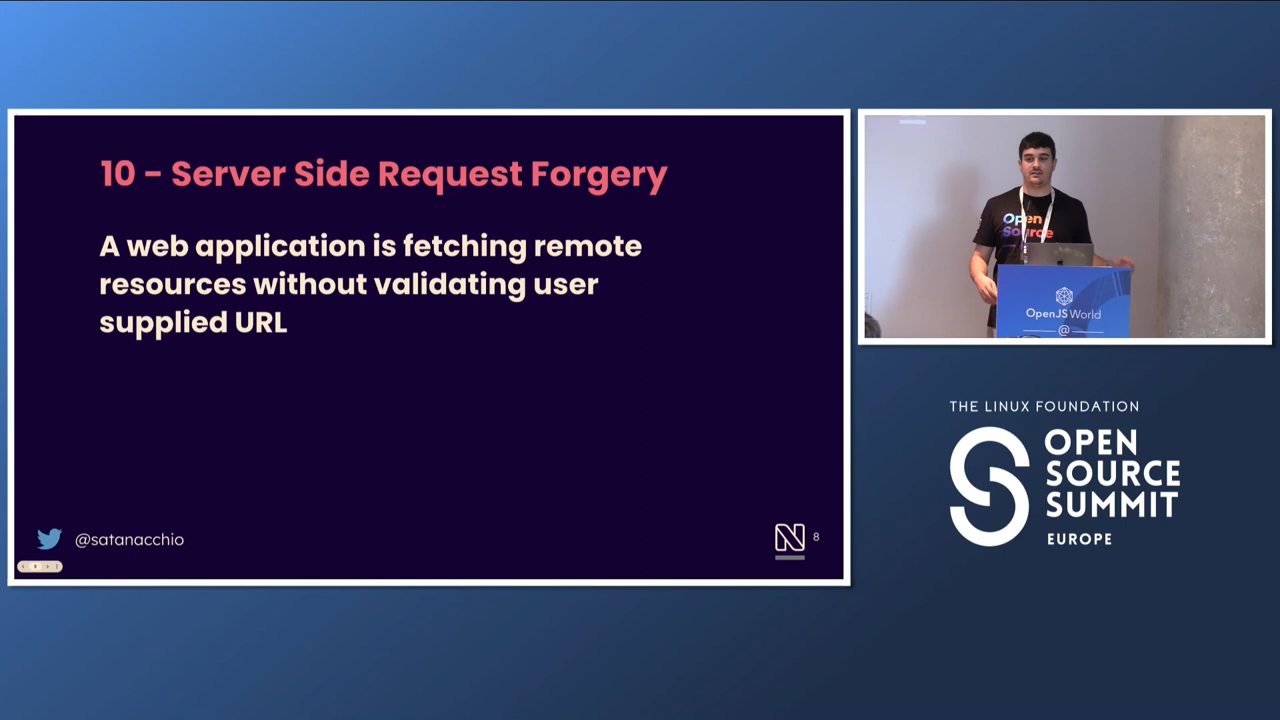 10 - Server Side Request Forgery
A web application is fetching remote
resources without validating user
supplied URL
@satanacchio
N 8
Open
Source
OpenJS World
@
THE LINUX FOUNDATION
OPEN
SOURCE
SUMMIT
EUROPE